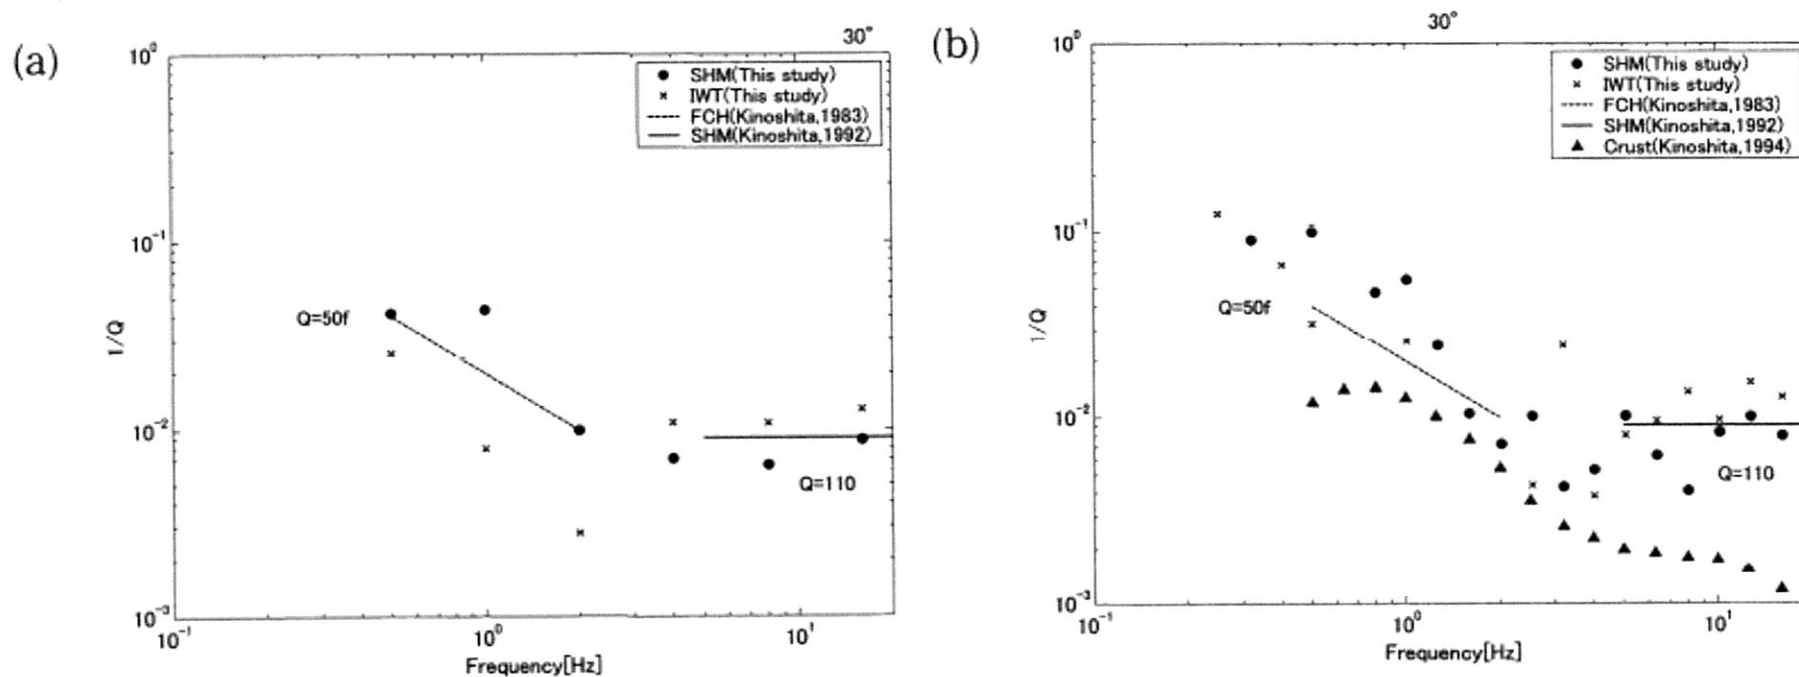 (a)
30°
SHM(This study)
IWT(This study)
FCH(Kinoshita,1983)
SHM(Kinoshita,1992)
10⁰
10⁻¹
10⁻²
10⁻³
1/Q
Q=50f
Q=110
10⁻¹
10⁰
10¹
Frequency[Hz]
(b)
30°
SHM(This study)
IWT(This study)
FCH(Kinoshita,1983)
SHM(Kinoshita,1992)
Crust(Kinoshita,1994)
10⁰
10⁻¹
10⁻²
10⁻³
1/Q
Q=50f
Q=110
10⁻¹
10⁰
10¹
Frequency[Hz]